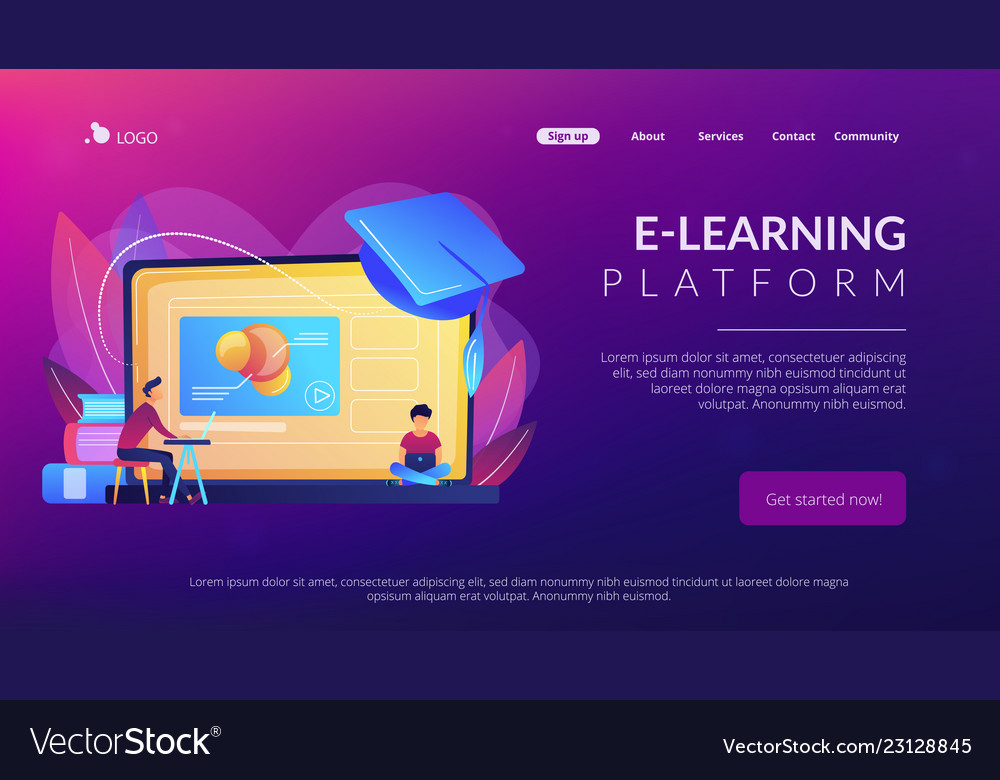 LOGO
Sign up
About
Services
Contact
Community
E-LEARNING
PLATFORM
Lorem ipsum dolor sit amet, consectetuer adipiscing
elit, sed diam nonummy nibh euismod tincidunt ut
laoreet dolore magna opsisum aliquam erat
volutpat. Anonummy nibh euismod.
Get started now!
Lorem ipsum dolor sit amet, consectetuer adipiscing elit, sed diam nonummy nibh euismod tincidunt ut laoreet dolore magna
opsisum aliquam erat volutpat. Anonummy nibh euismod.
VectorStock®
VectorStock.com/23128845